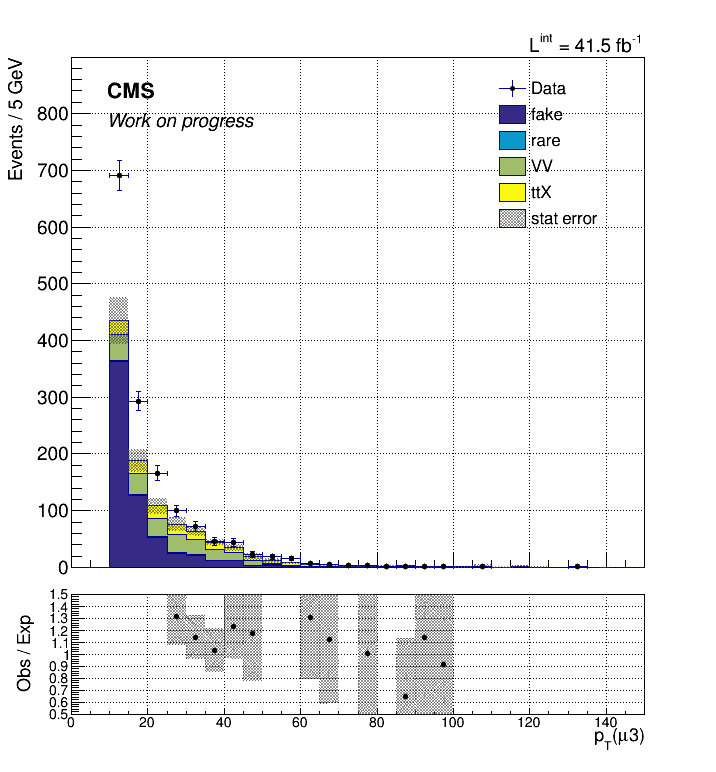 L^int = 41.5 fb^-1
Events / 5 GeV
CMS
Work on progress
Data
fake
rare
VV
ttX
stat error
800
700
600
500
400
300
200
100
0
Obs / Exp
1.5
1.4
1.3
1.2
1.1
1
0.9
0.8
0.7
0.6
0.5
0 20 40 60 80 100 120 140
p_T(μ3)